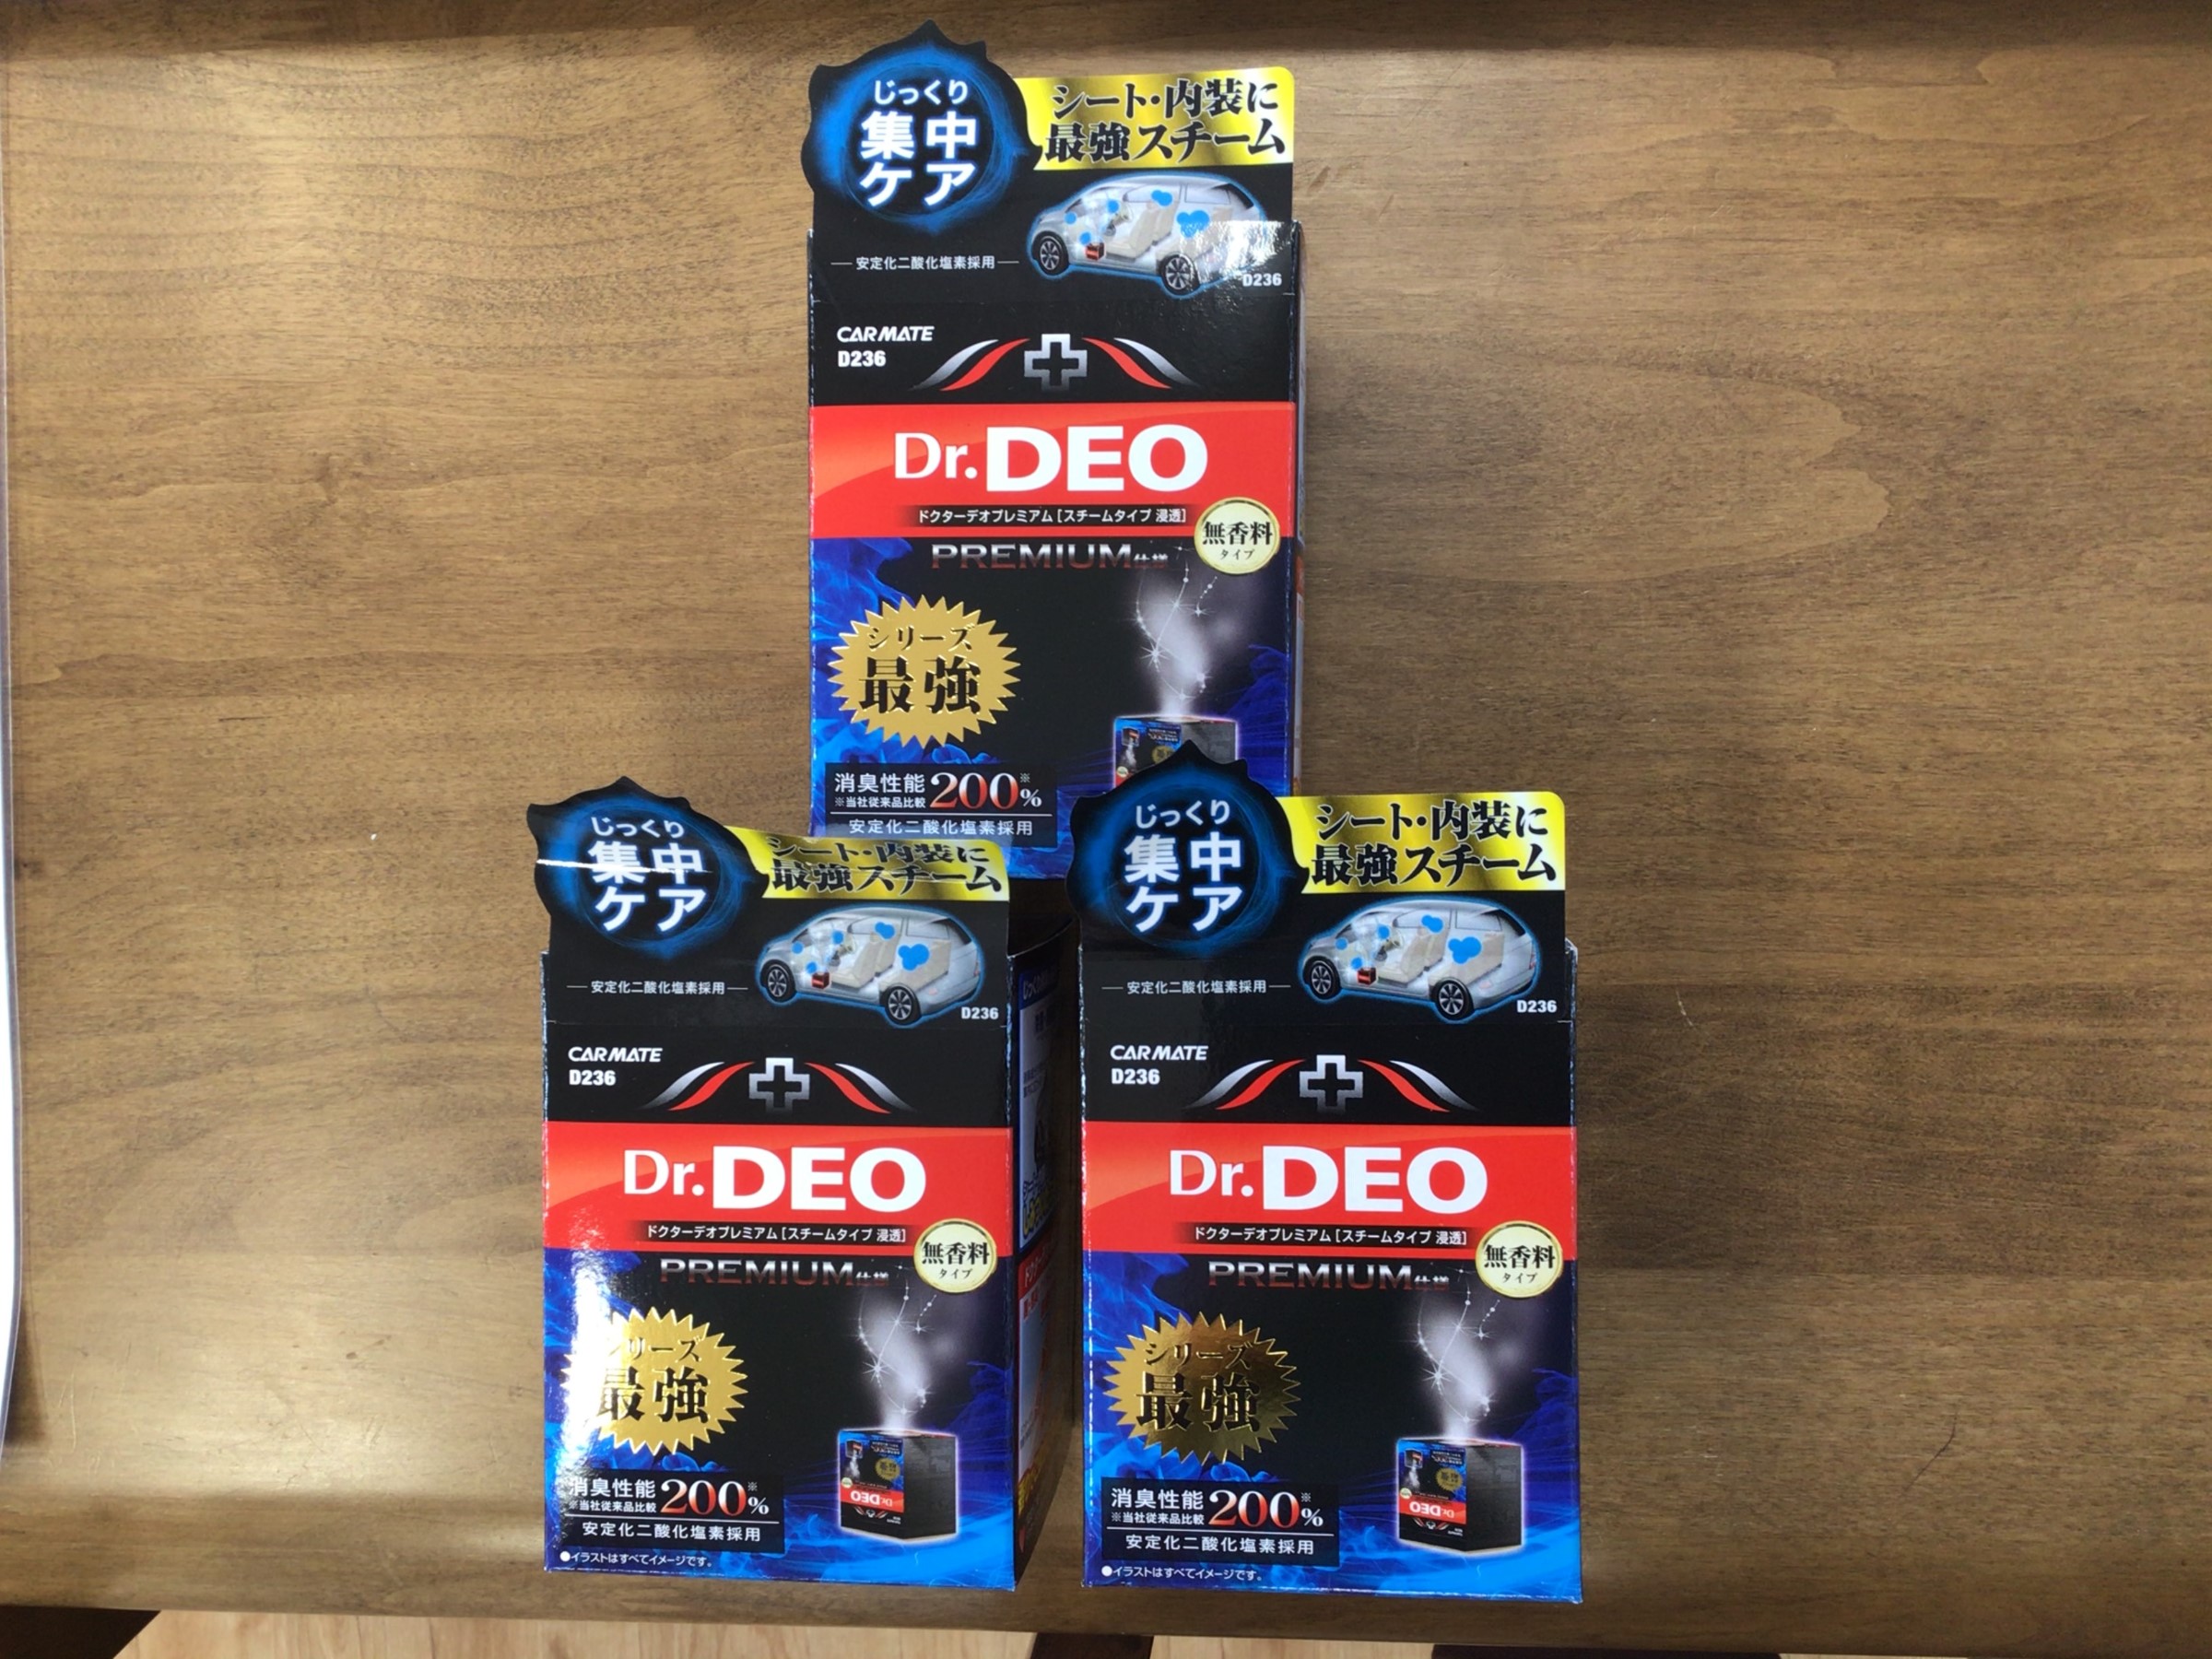 じっくり
集中
ケア
シート・内装に
最強スチーム
安定化二酸化塩素採用
D236
CARMATE
D236
Dr.DEO
ドクターデオプレミアム[スチームタイプ 浸透]
無香料
タイプ
PREMIUM仕様
シリーズ
最強
消臭性能200%※
※当社従来品比較
安定化二酸化塩素採用
じっくり
集中
ケア
シート・内装に
最強スチーム
安定化二酸化塩素採用
D236
CARMATE
D236
Dr.DEO
ドクターデオプレミアム[スチームタイプ 浸透]
無香料
タイプ
PREMIUM仕様
シリーズ
最強
消臭性能200%※
※当社従来品比較
安定化二酸化塩素採用
●イラストはすべてイメージです。
Dr.DEO
じっくり
集中
ケア
シート・内装に
最強スチーム
安定化二酸化塩素採用
D236
CARMATE
D236
Dr.DEO
ドクターデオプレミアム[スチームタイプ 浸透]
無香料
タイプ
PREMIUM仕様
シリーズ
最強
消臭性能200%※
※当社従来品比較
安定化二酸化塩素採用
●イラストはすべてイメージです。
Dr.DEO